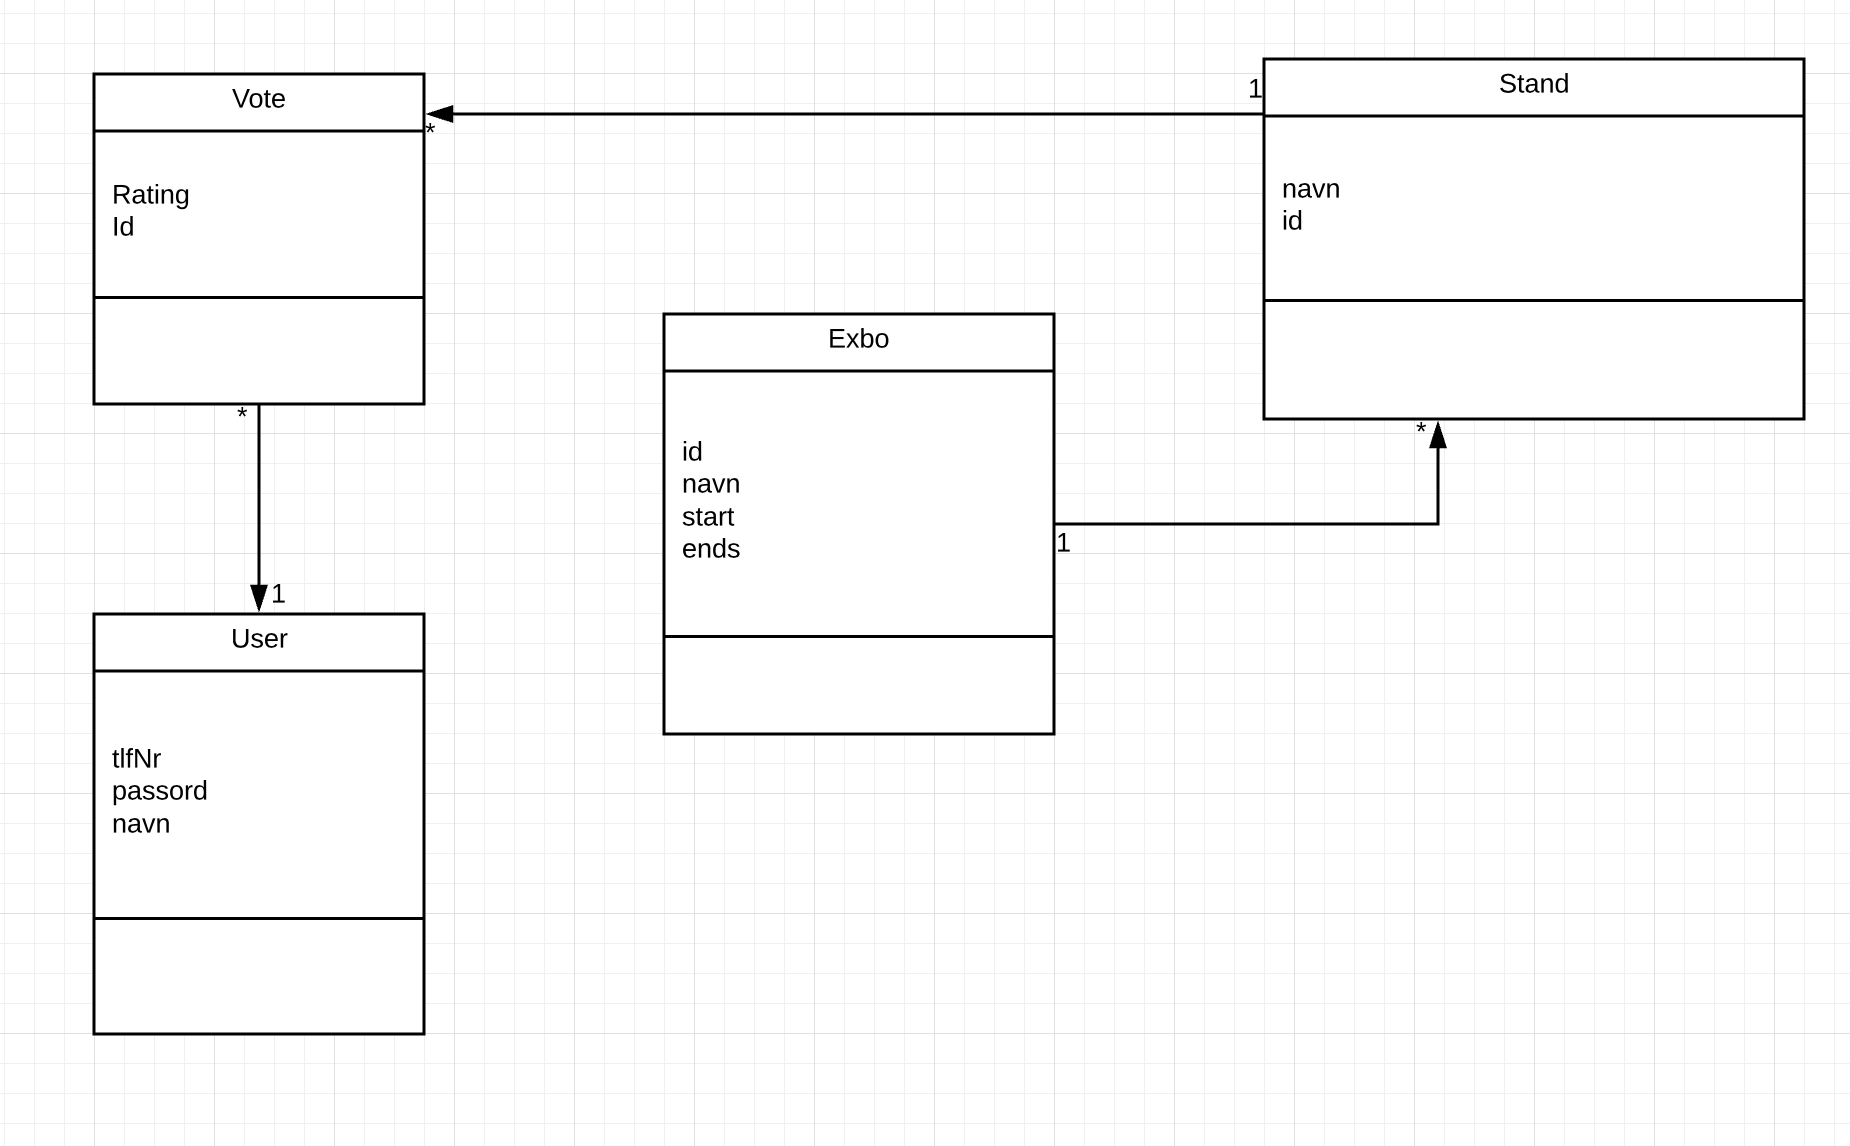 Vote
Rating
Id
*
*
1
Stand
navn
id
1
*
Exbo
id
navn
start
ends
1
User
tlfNr
passord
navn